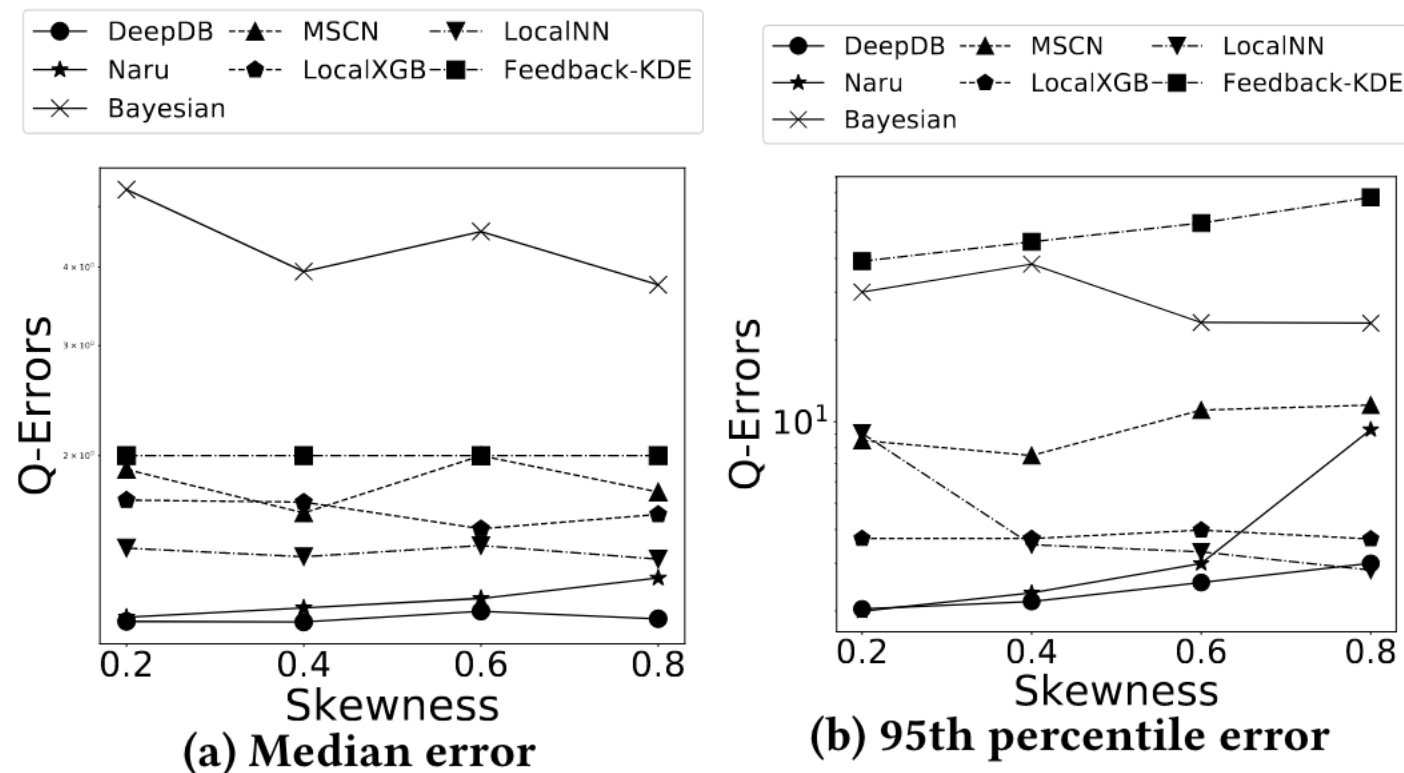 DeepDB MSCN LocalNN
Naru LocalXGB Feedback-KDE
Bayesian
Q-Errors
4 × 10⁰
3 × 10⁰
2 × 10⁰
0.2 0.4 0.6 0.8
Skewness
(a) Median error
DeepDB MSCN LocalNN
Naru LocalXGB Feedback-KDE
Bayesian
Q-Errors
10¹
0.2 0.4 0.6 0.8
Skewness
(b) 95th percentile error